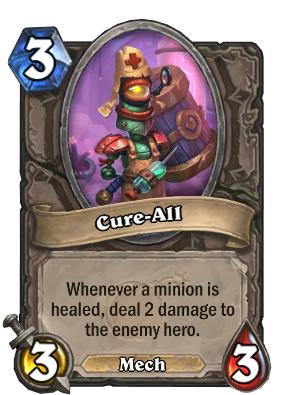 3
Cure-All
Whenever a minion is
healed, deal 2 damage to
the enemy hero.
3 Mech 3